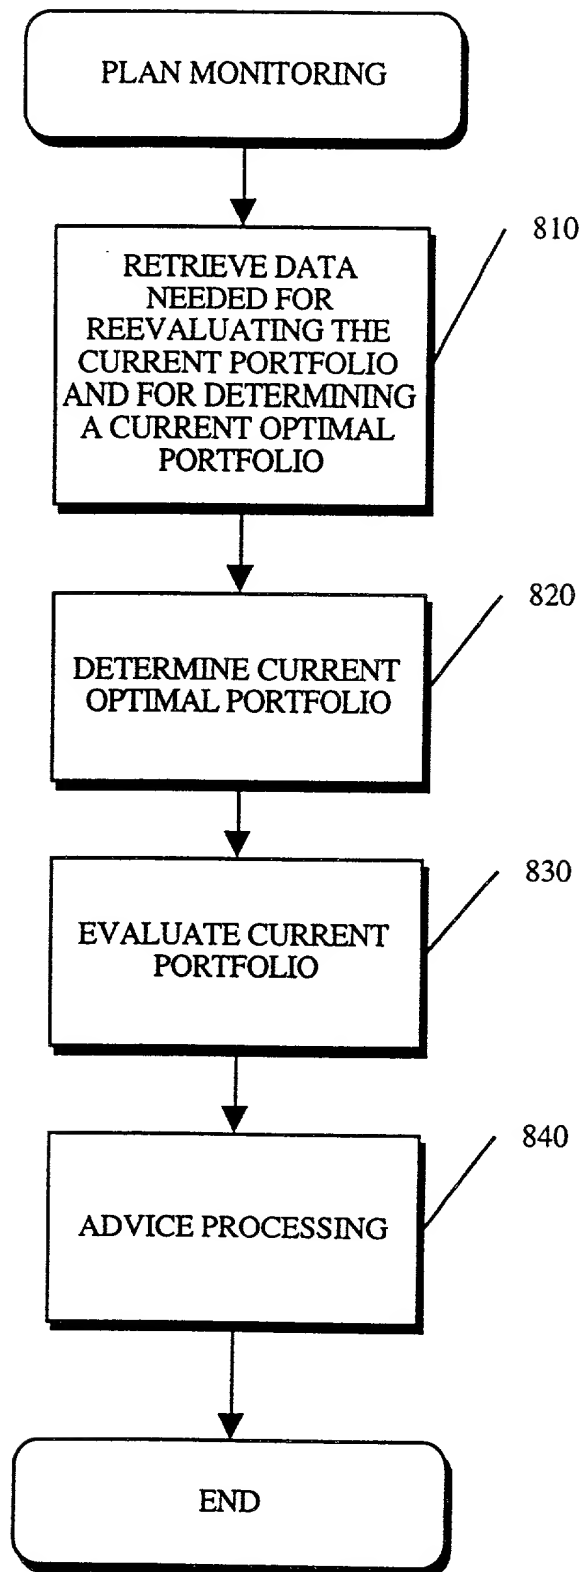 PLAN MONITORING
810
RETRIEVE DATA
NEEDED FOR
REEVALUATING THE
CURRENT PORTFOLIO
AND FOR DETERMINING
A CURRENT OPTIMAL
PORTFOLIO
820
DETERMINE CURRENT
OPTIMAL PORTFOLIO
830
EVALUATE CURRENT
PORTFOLIO
840
ADVICE PROCESSING
END